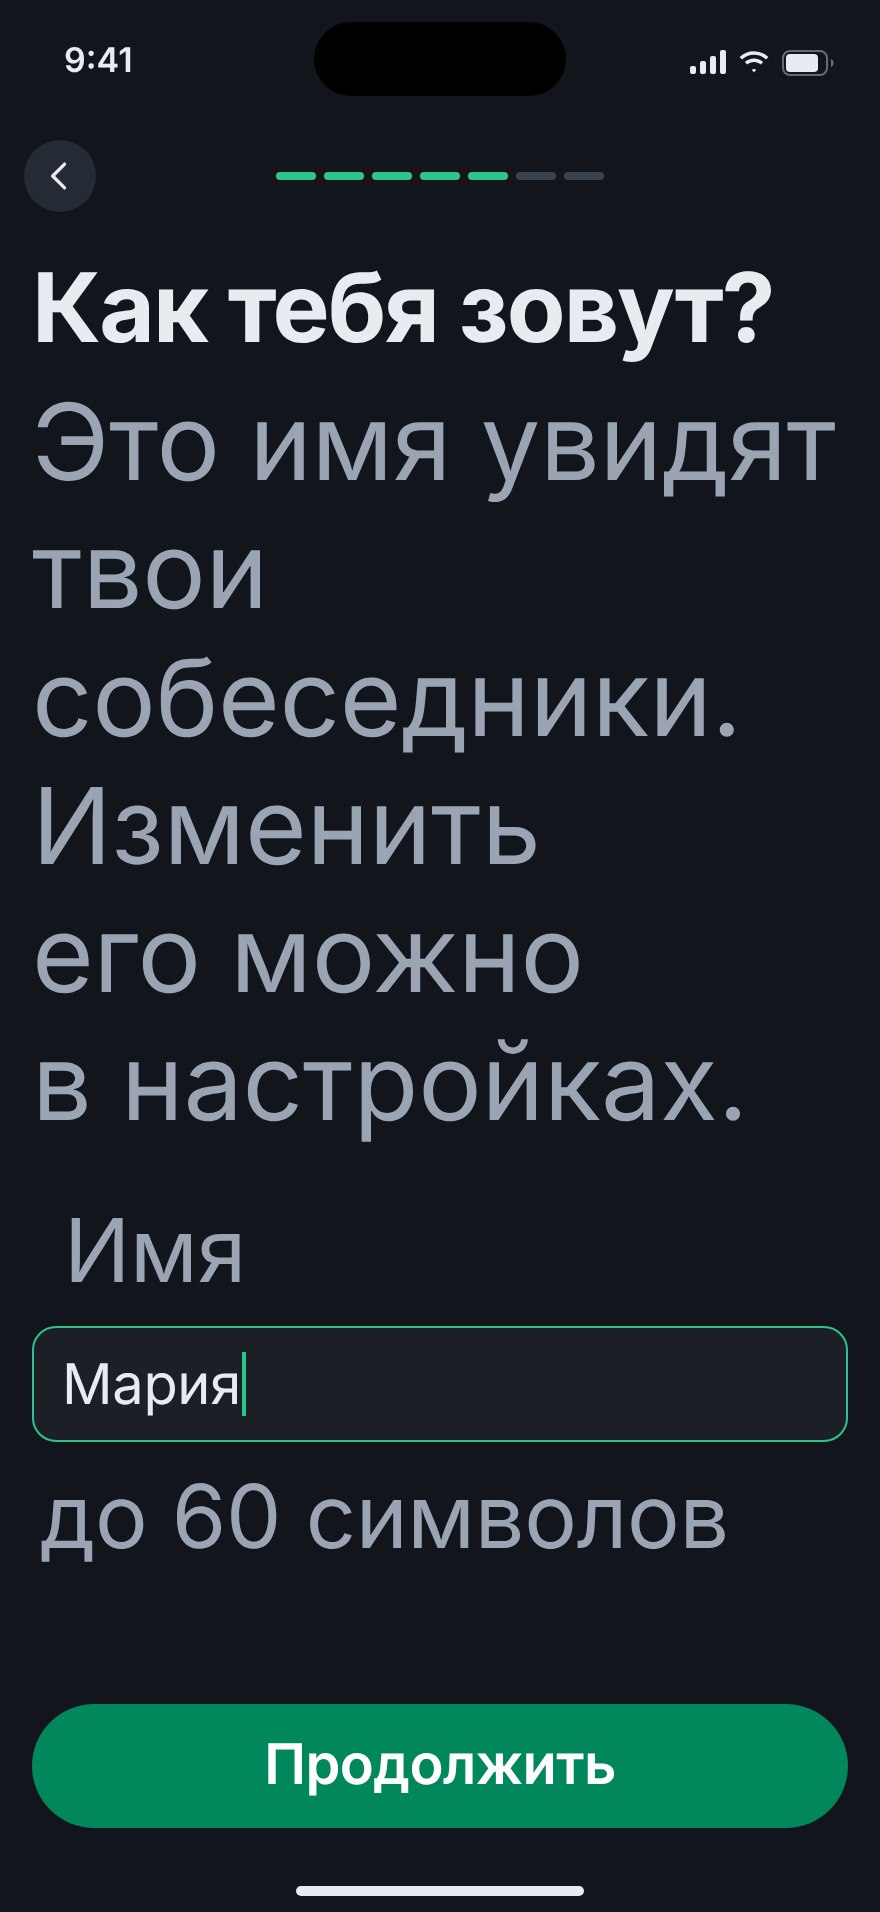 9:41
Как тебя зовут?
Это имя увидят
твои
собеседники.
Изменить
его можно
в настройках.
Имя
Мария
до 60 символов
Продолжить